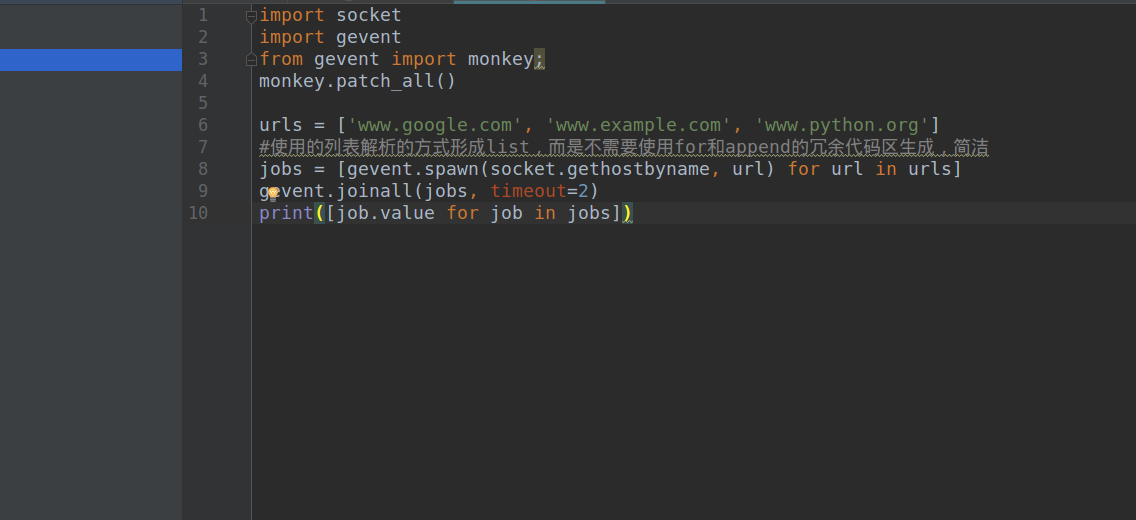 1 import socket
2 import gevent
3 from gevent import monkey;
4 monkey.patch_all()
5
6 urls = ['www.google.com', 'www.example.com', 'www.python.org']
7 #使用的列表解析的方式形成list，而是不需要使用for和append的冗余代码区生成，简洁
8 jobs = [gevent.spawn(socket.gethostbyname, url) for url in urls]
9 gevent.joinall(jobs, timeout=2)
10 print([job.value for job in jobs])